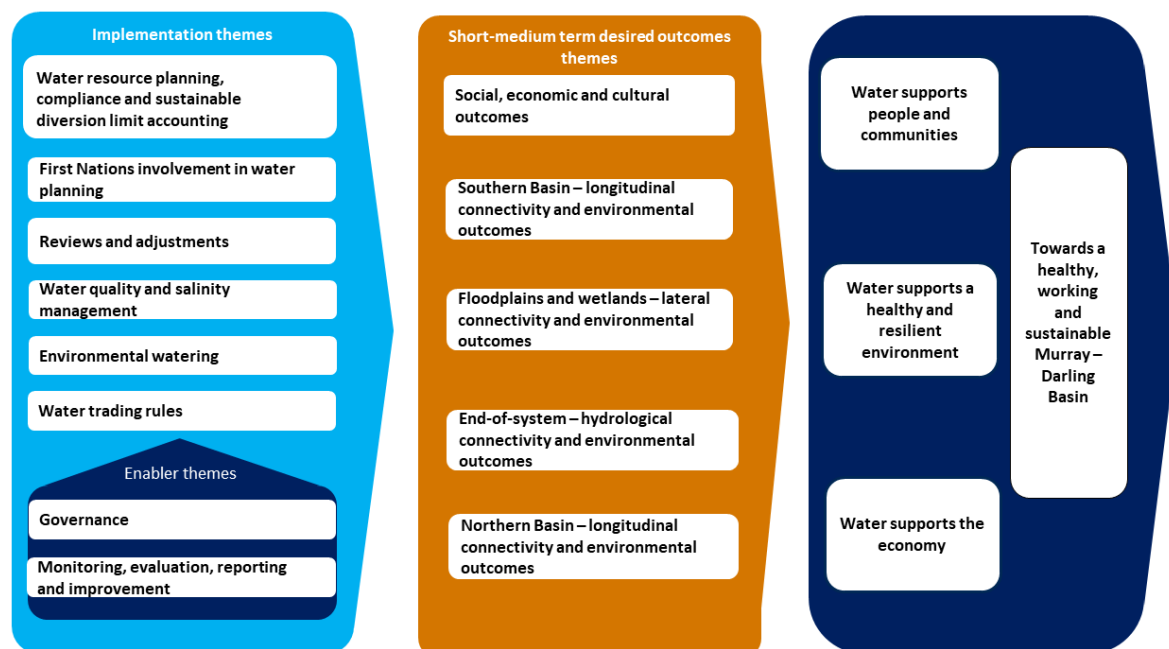 Implementation themes
Water resource planning,
compliance and sustainable
diversion limit accounting
First Nations involvement in water
planning
Reviews and adjustments
Water quality and salinity
management
Environmental watering
Water trading rules
Enabler themes
Governance
Monitoring, evaluation, reporting
and improvement
Short-medium term desired outcomes
themes
Social, economic and cultural
outcomes
Southern Basin – longitudinal
connectivity and environmental
outcomes
Floodplains and wetlands – lateral
connectivity and environmental
outcomes
End-of-system – hydrological
connectivity and environmental
outcomes
Northern Basin – longitudinal
connectivity and environmental
outcomes
Water supports
people and
communities
Water supports a
healthy and
resilient
environment
Water supports the
economy
Towards a
healthy,
working
and
sustainable
Murray –
Darling
Basin